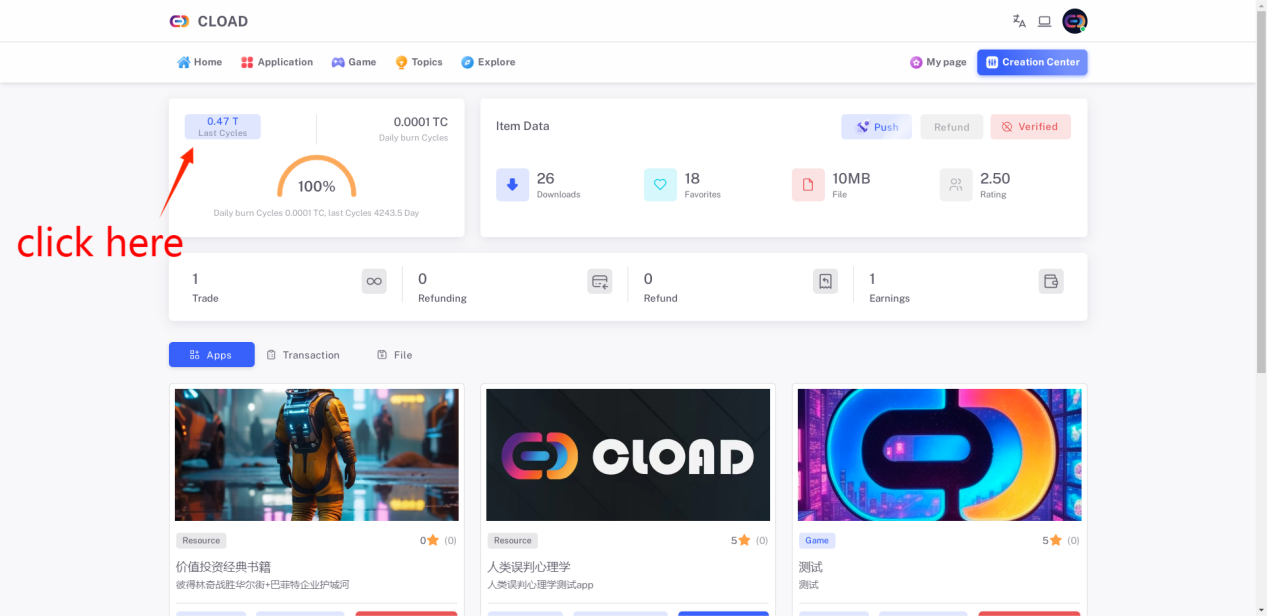 CLOAD
Home Application Game Topics Explore My page Creation Center
0.47 T
Last Cycles
0.0001 TC
Daily burn Cycles
100%
Daily burn Cycles 0.0001 TC, last Cycles 4243.5 Day
click here
Item Data
Push Refund Verified
26
Downloads
18
Favorites
10MB
File
2.50
Rating
1
Trade
0
Refunding
0
Refund
1
Earnings
Apps Transaction File
Resource 0 (0)
价值投资经典书籍
彼得林奇战胜华尔街+巴菲特企业护城河
CLOAD
Resource 5 (0)
人类误判心理学
人类误判心理学测试app
Game 5 (0)
测试
测试